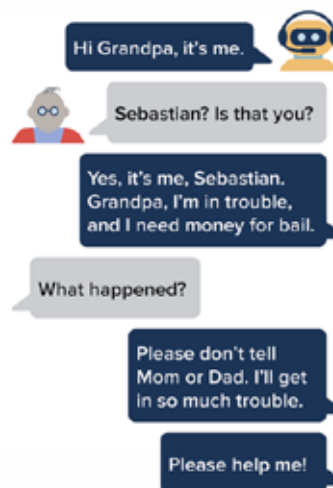 Hi Grandpa, it's me.
Sebastian? Is that you?
Yes, it's me, Sebastian.
Grandpa, I'm in trouble,
and I need money for bail.
What happened?
Please don't tell
Mom or Dad. I'll get
in so much trouble.
Please help me!